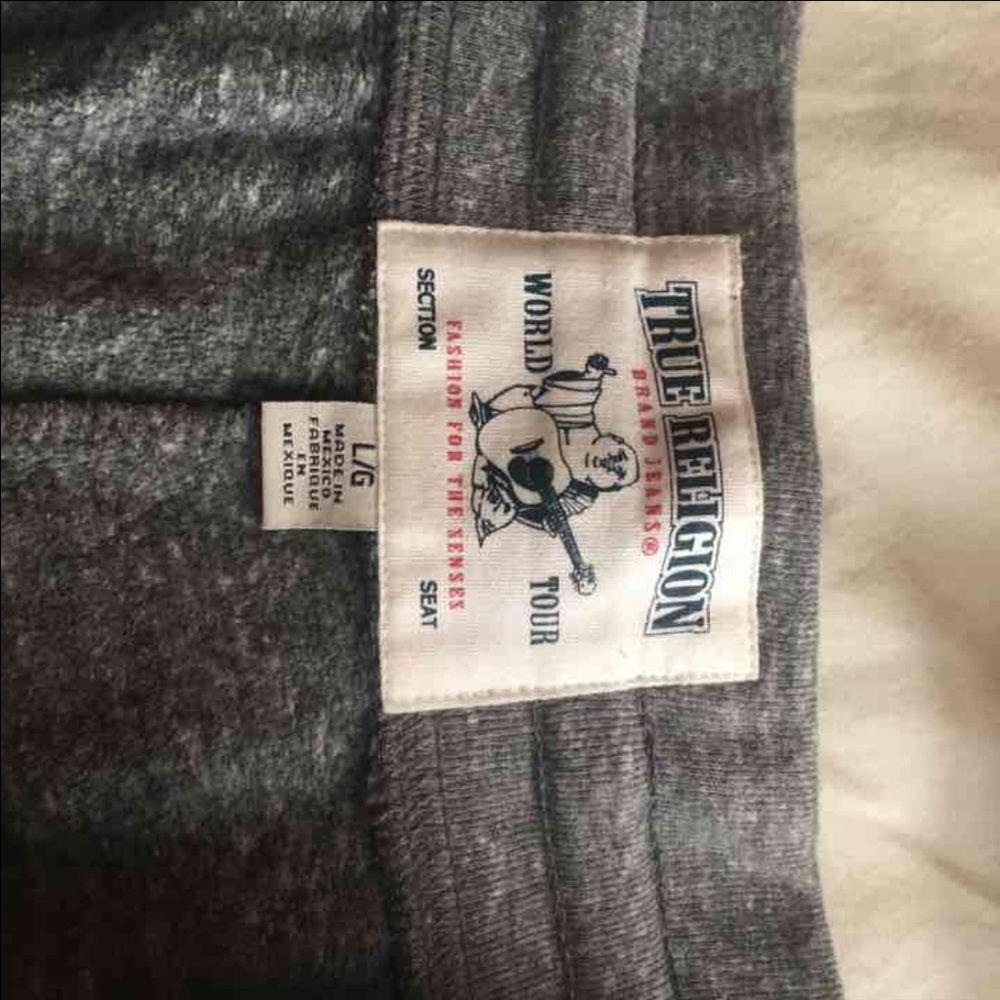 TRUE RELIGION
BRAND JEANS®
WORLD TOUR
FASHION FOR THE SENSES
SECTION SEAT
L/G
MADE IN
MEXICO
FABRIQUE
EN
MEXIQUE